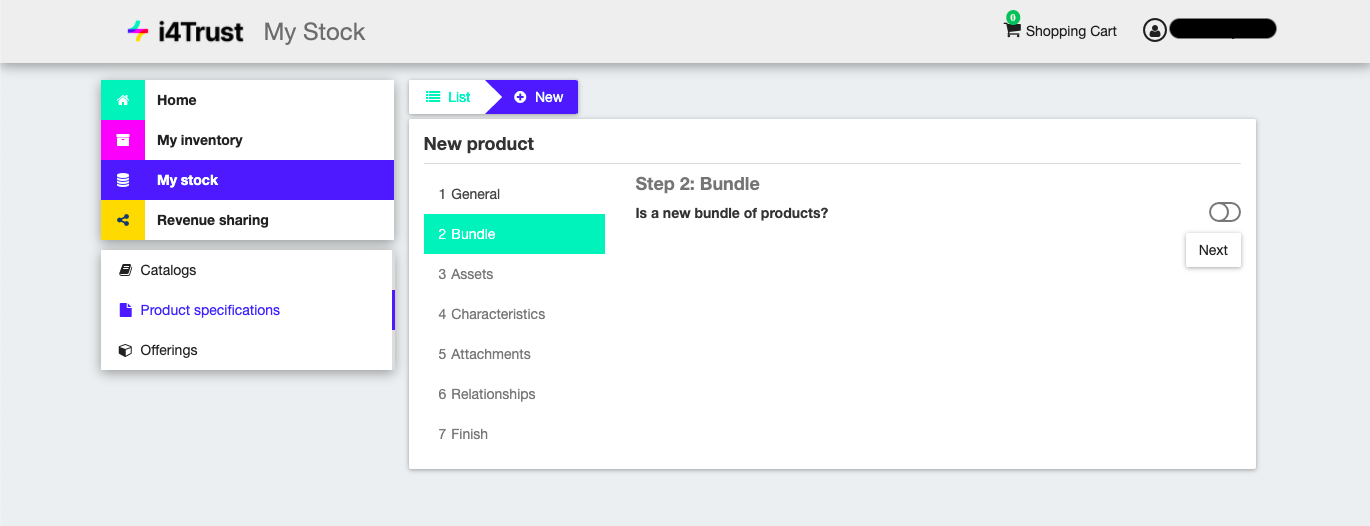 i4Trust My Stock
0
Shopping Cart
Home
My inventory
My stock
Revenue sharing
Catalogs
Product specifications
Offerings
List
New
New product
1 General
2 Bundle
3 Assets
4 Characteristics
5 Attachments
6 Relationships
7 Finish
Step 2: Bundle
Is a new bundle of products?
Next